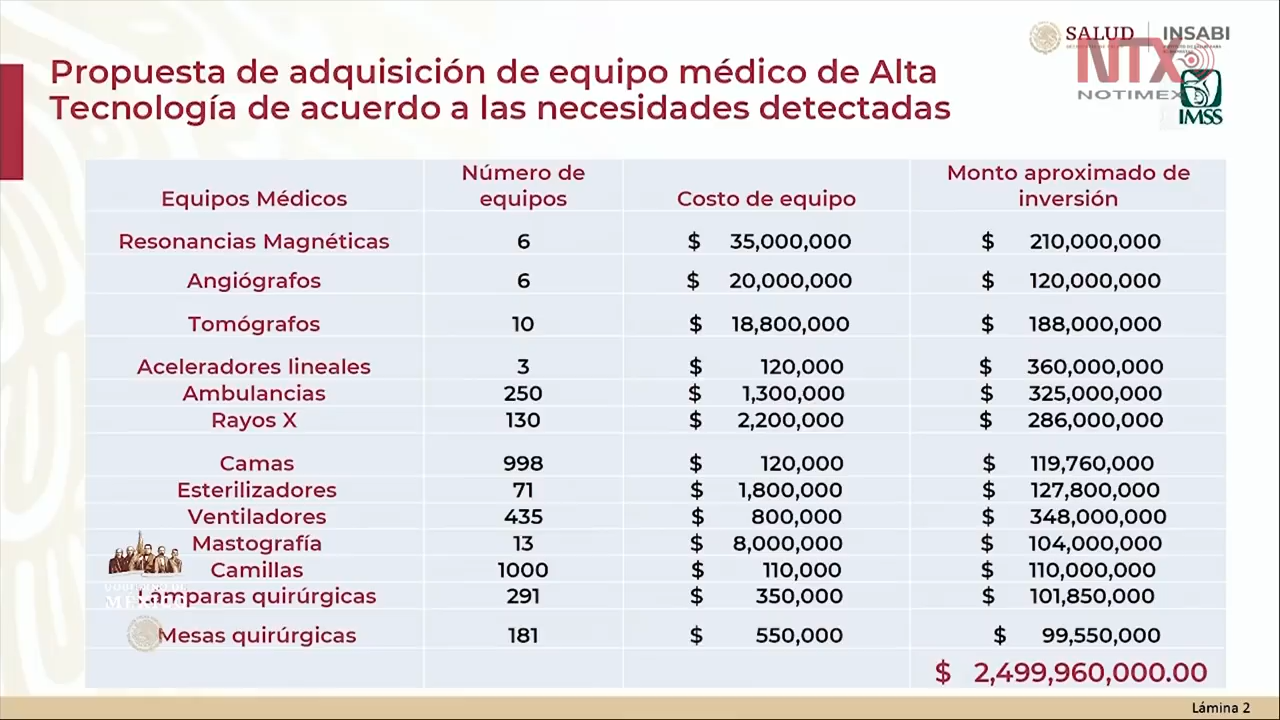 SALUD
INSABI
NTX
NOTIMEX
IMSS
Propuesta de adquisición de equipo médico de Alta
Tecnología de acuerdo a las necesidades detectadas
Equipos Médicos Número de equipos Costo de equipo Monto aproximado de inversión
Resonancias Magnéticas 6 $ 35,000,000 $ 210,000,000
Angiógrafos 6 $ 20,000,000 $ 120,000,000
Tomógrafos 10 $ 18,800,000 $ 188,000,000
Aceleradores lineales 3 $ 120,000 $ 360,000,000
Ambulancias 250 $ 1,300,000 $ 325,000,000
Rayos X 130 $ 2,200,000 $ 286,000,000
Camas 998 $ 120,000 $ 119,760,000
Esterilizadores 71 $ 1,800,000 $ 127,800,000
Ventiladores 435 $ 800,000 $ 348,000,000
Mastografía 13 $ 8,000,000 $ 104,000,000
Camillas 1000 $ 110,000 $ 110,000,000
Lámparas quirúrgicas 291 $ 350,000 $ 101,850,000
Mesas quirúrgicas 181 $ 550,000 $ 99,550,000
$ 2,499,960,000.00
GOBIERNO DE
MÉXICO
Lámina 2